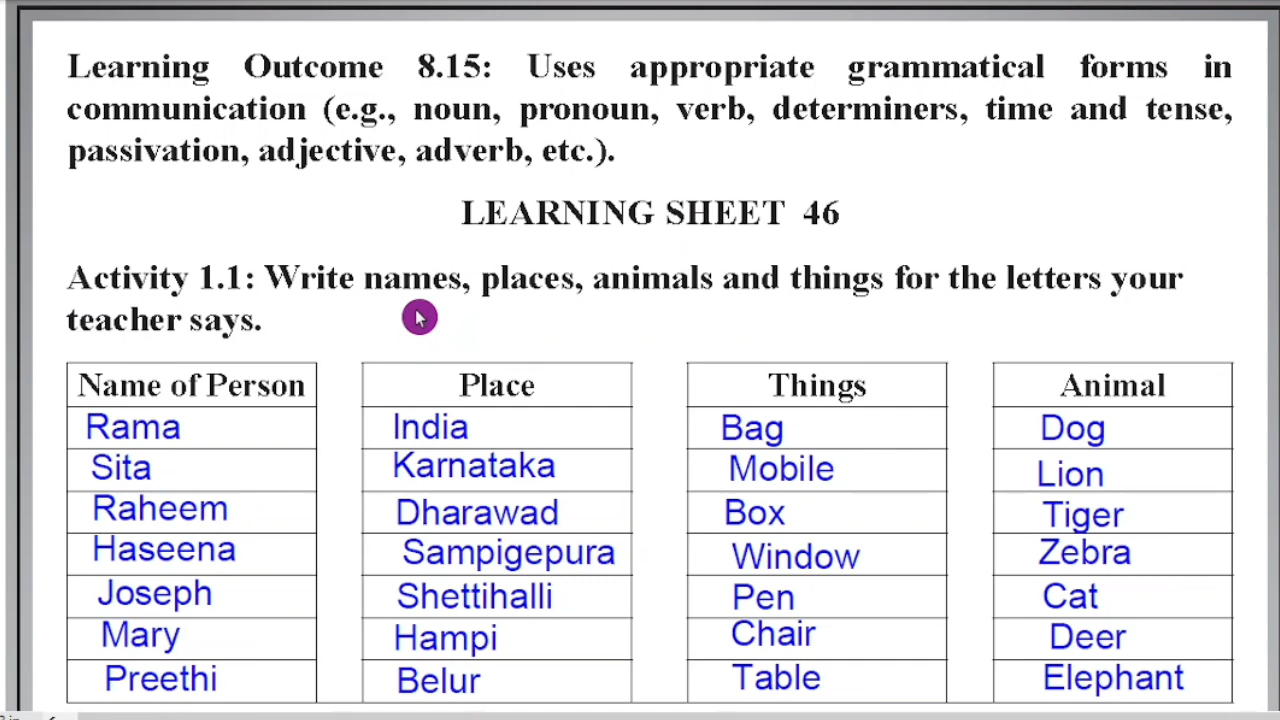 Learning Outcome 8.15: Uses appropriate grammatical forms in
communication (e.g., noun, pronoun, verb, determiners, time and tense,
passivation, adjective, adverb, etc.).
LEARNING SHEET 46
Activity 1.1: Write names, places, animals and things for the letters your
teacher says.
Name of Person Place Things Animal
Rama India Bag Dog
Sita Karnataka Mobile Lion
Raheem Dharawad Box Tiger
Haseena Sampigepura Window Zebra
Joseph Shettihalli Pen Cat
Mary Hampi Chair Deer
Preethi Belur Table Elephant